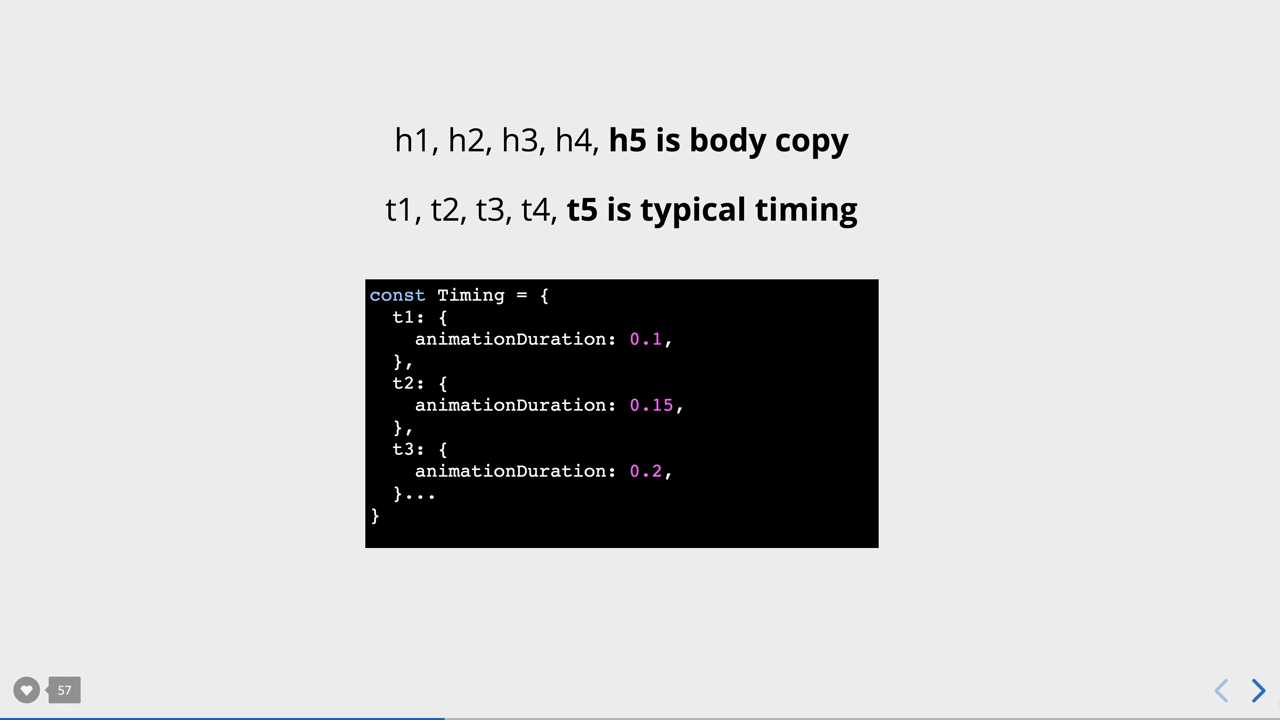 h1, h2, h3, h4, h5 is body copy
t1, t2, t3, t4, t5 is typical timing
const Timing = {
  t1: {
    animationDuration: 0.1,
  },
  t2: {
    animationDuration: 0.15,
  },
  t3: {
    animationDuration: 0.2,
  }...
}
57